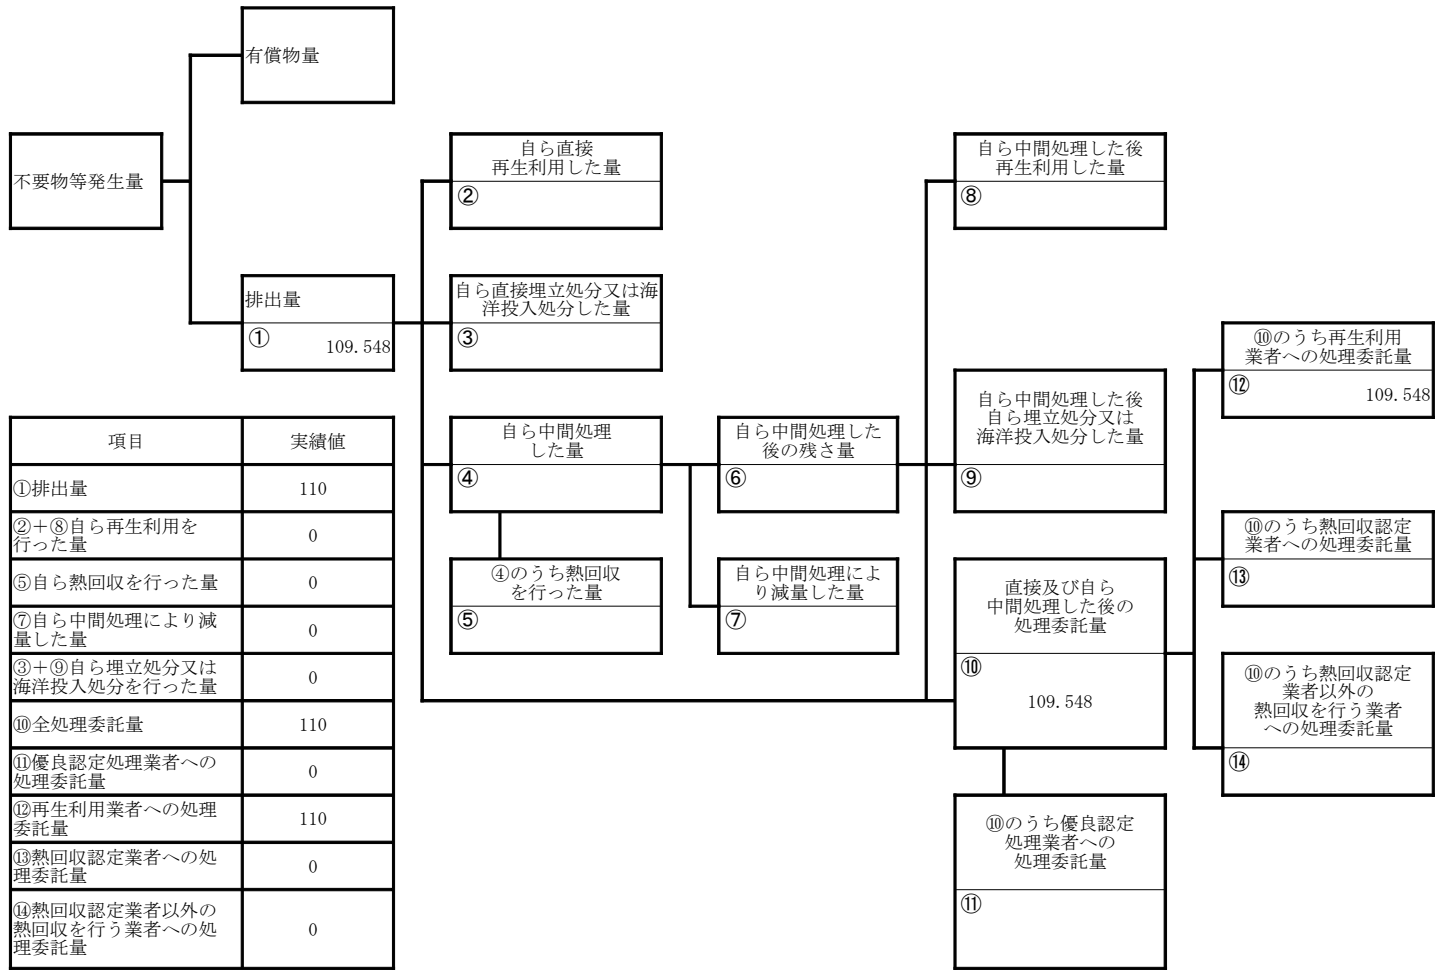 有償物量
不要物等発生量
自ら直接
再生利用した量
②
自ら中間処理した後
再生利用した量
⑧
排出量
①
109.548
自ら直接埋立処分又は海
洋投入処分した量
③
⑩のうち再生利用
業者への処理委託量
⑫
109.548
自ら中間処理
した量
④
自ら中間処理した
後の残さ量
⑥
自ら中間処理した後
自ら埋立処分又は
海洋投入処分した量
⑨
⑩のうち熱回収認定
業者への処理委託量
⑬
④のうち熱回収
を行った量
⑤
自ら中間処理によ
り減量した量
⑦
直接及び自ら
中間処理した後の
処理委託量
⑩
109.548
⑩のうち熱回収認定
業者以外の
熱回収を行う業者
への処理委託量
⑭
⑩のうち優良認定
処理業者への
処理委託量
⑪
項目 実績値
①排出量 110
②+⑧自ら再生利用を
行った量 0
⑤自ら熱回収を行った量 0
⑦自ら中間処理により減
量した量 0
③+⑨自ら埋立処分又は
海洋投入処分を行った量 0
⑩全処理委託量 110
⑪優良認定処理業者への
処理委託量 0
⑫再生利用業者への処理
委託量 110
⑬熱回収認定業者への処
理委託量 0
⑭熱回収認定業者以外の
熱回収を行う業者への処
理委託量 0